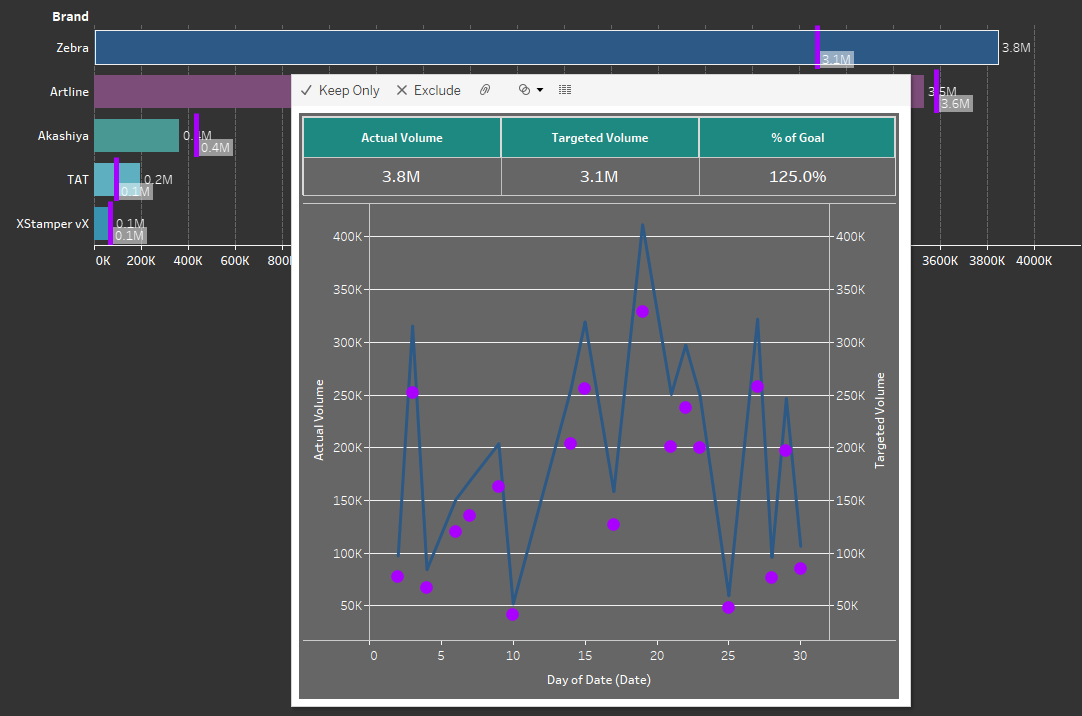 Brand
Zebra
3.1M
3.8M
Artline
3.5M
3.6M
Akashiya
0.4M
TAT
0.2M
0.1M
XStamper vX
0.1M
0.1M
0K 200K 400K 600K 800K 3600K 3800K 4000K
Keep Only Exclude
Actual Volume Targeted Volume % of Goal
3.8M 3.1M 125.0%
400K 400K
350K 350K
300K 300K
250K 250K
200K 200K
150K 150K
100K 100K
50K 50K
Actual Volume
Targeted Volume
0 5 10 15 20 25 30
Day of Date (Date)